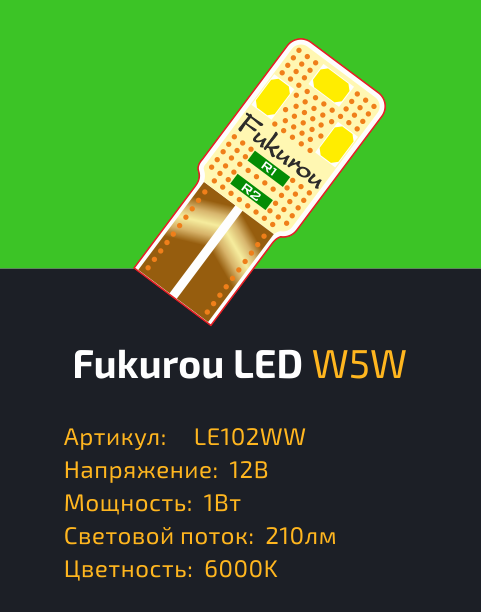 Fukurou
R1
R2
Fukurou LED W5W
Артикул: LE102WW
Напряжение: 12В
Мощность: 1Вт
Световой поток: 210лм
Цветность: 6000К